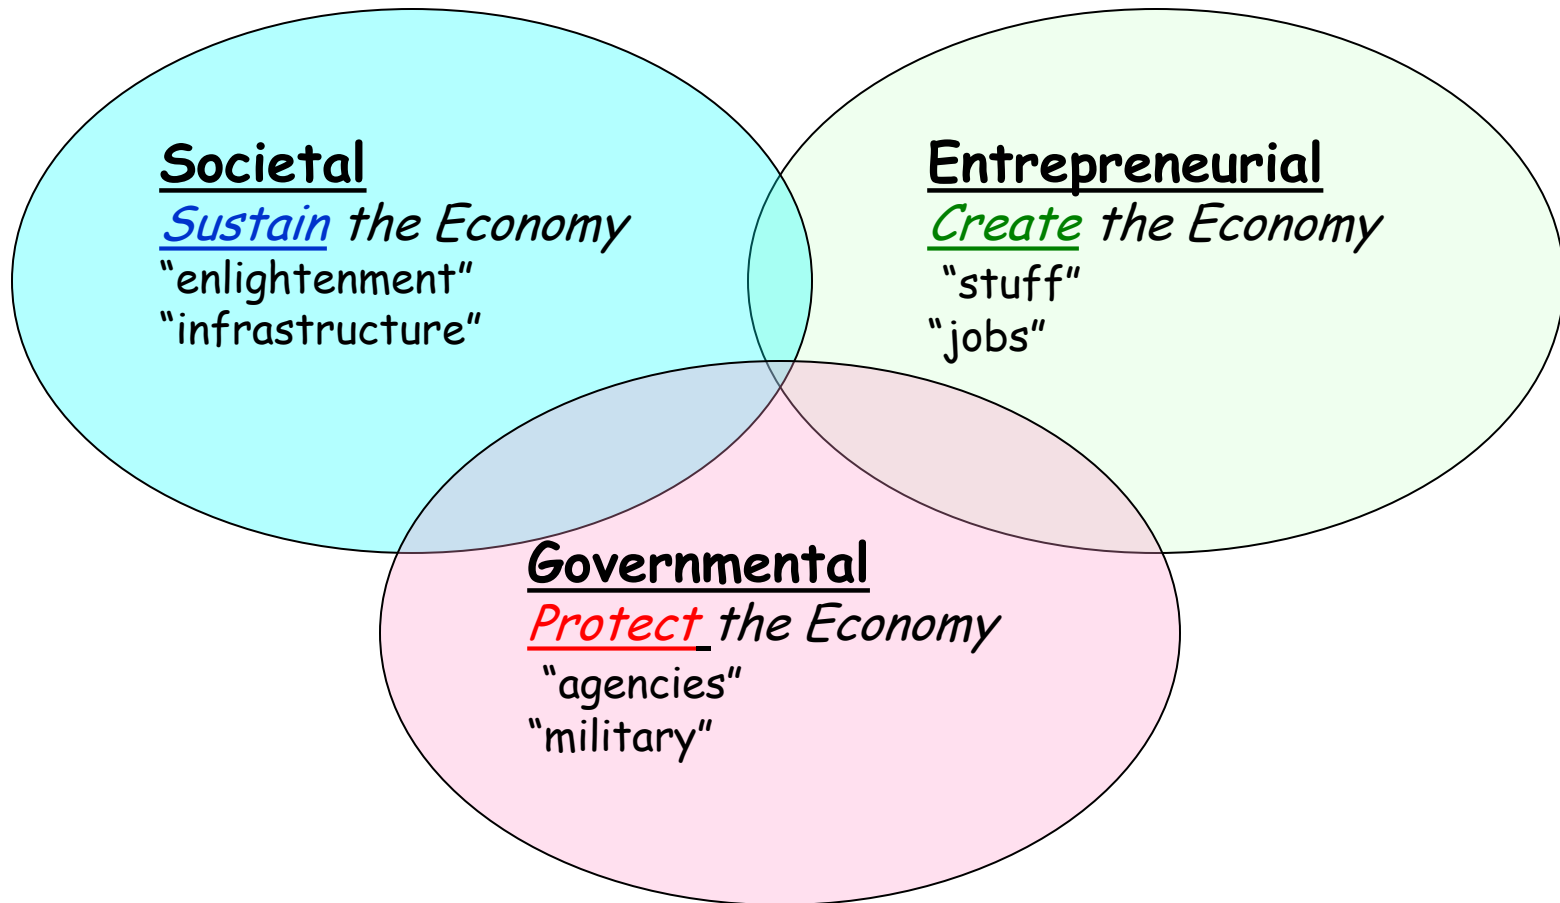 Societal
Sustain the Economy
“enlightenment”
“infrastructure”
Entrepreneurial
Create the Economy
“stuff”
“jobs”
Governmental
Protect the Economy
“agencies”
“military”